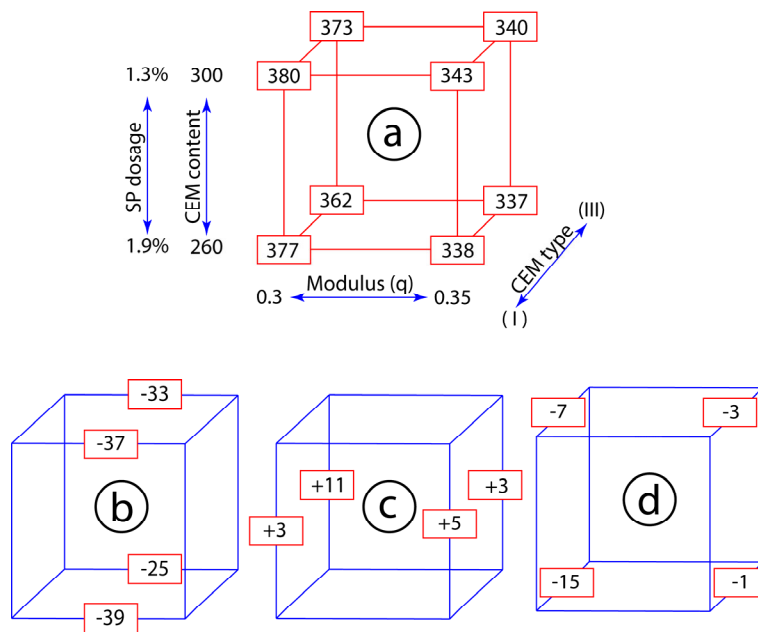 373 340
1.3% 300 380 343
SP dosage
CEM content
a
362 337
1.9% 260 377 338
(III)
CEM type
(I)
Modulus (q)
0.3 0.35
-33
-37
b
-25
-39
+11 +3
+3 +5
c
-7 -3
d
-15 -1